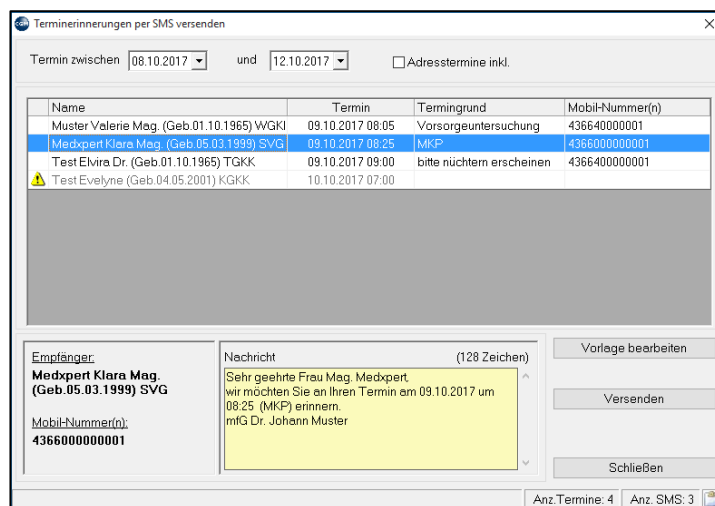 CGM Terminerinnerungen per SMS versenden
Termin zwischen 08.10.2017 und 12.10.2017 Adresstermine inkl.
Name Termin Termingrund Mobil-Nummer(n)
Muster Valerie Mag. (Geb.01.10.1965) WGKI 09.10.2017 08:05 Vorsorgeuntersuchung 436640000001
Medxpert Klara Mag. (Geb.05.03.1999) SVG 09.10.2017 08:25 MKP 4366000000001
Test Elvira Dr. (Geb.01.10.1965) TGKK 09.10.2017 09:00 bitte nüchtern erscheinen 4366400000001
Test Evelyne (Geb.04.05.2001) KGKK 10.10.2017 07:00
Empfänger:
Medxpert Klara Mag.
(Geb.05.03.1999) SVG
Mobil-Nummer(n):
4366000000001
Nachricht (128 Zeichen)
Sehr geehrte Frau Mag. Medxpert,
wir möchten Sie an Ihren Termin am 09.10.2017 um
08:25 (MKP) erinnern.
mfG Dr. Johann Muster
Vorlage bearbeiten
Versenden
Schließen
Anz.Termine: 4 Anz. SMS: 3